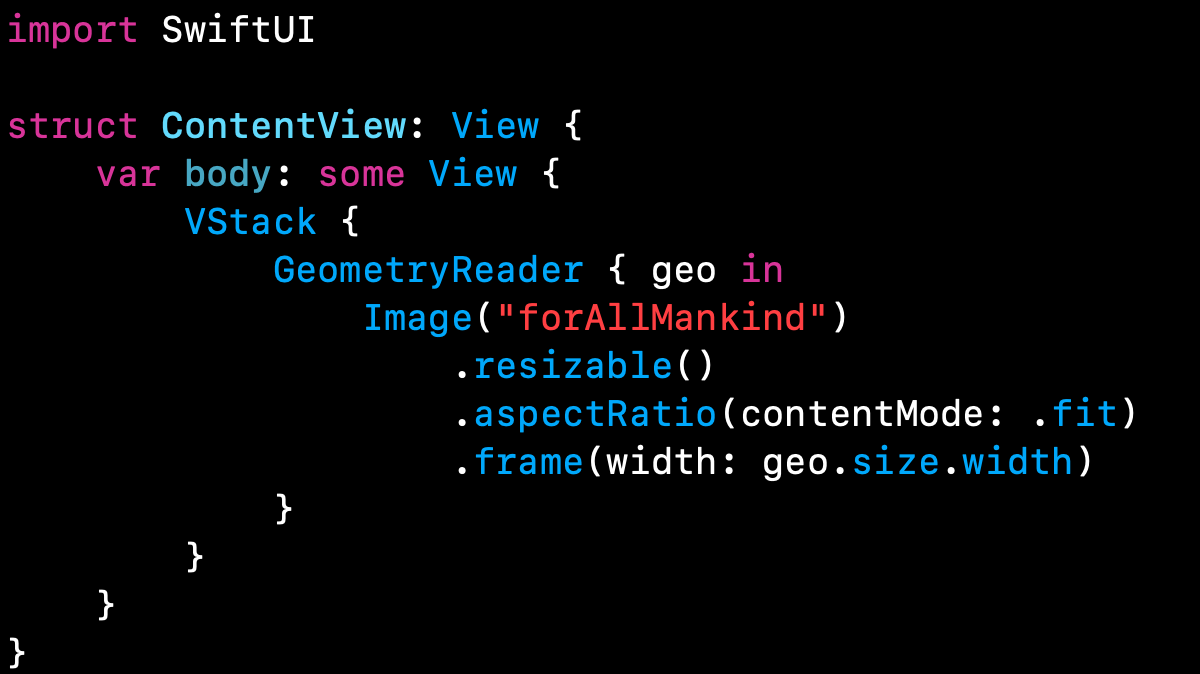 import SwiftUI

struct ContentView: View {
    var body: some View {
        VStack {
            GeometryReader { geo in
                Image("forAllMankind")
                    .resizable()
                    .aspectRatio(contentMode: .fit)
                    .frame(width: geo.size.width)
            }
        }
    }
}